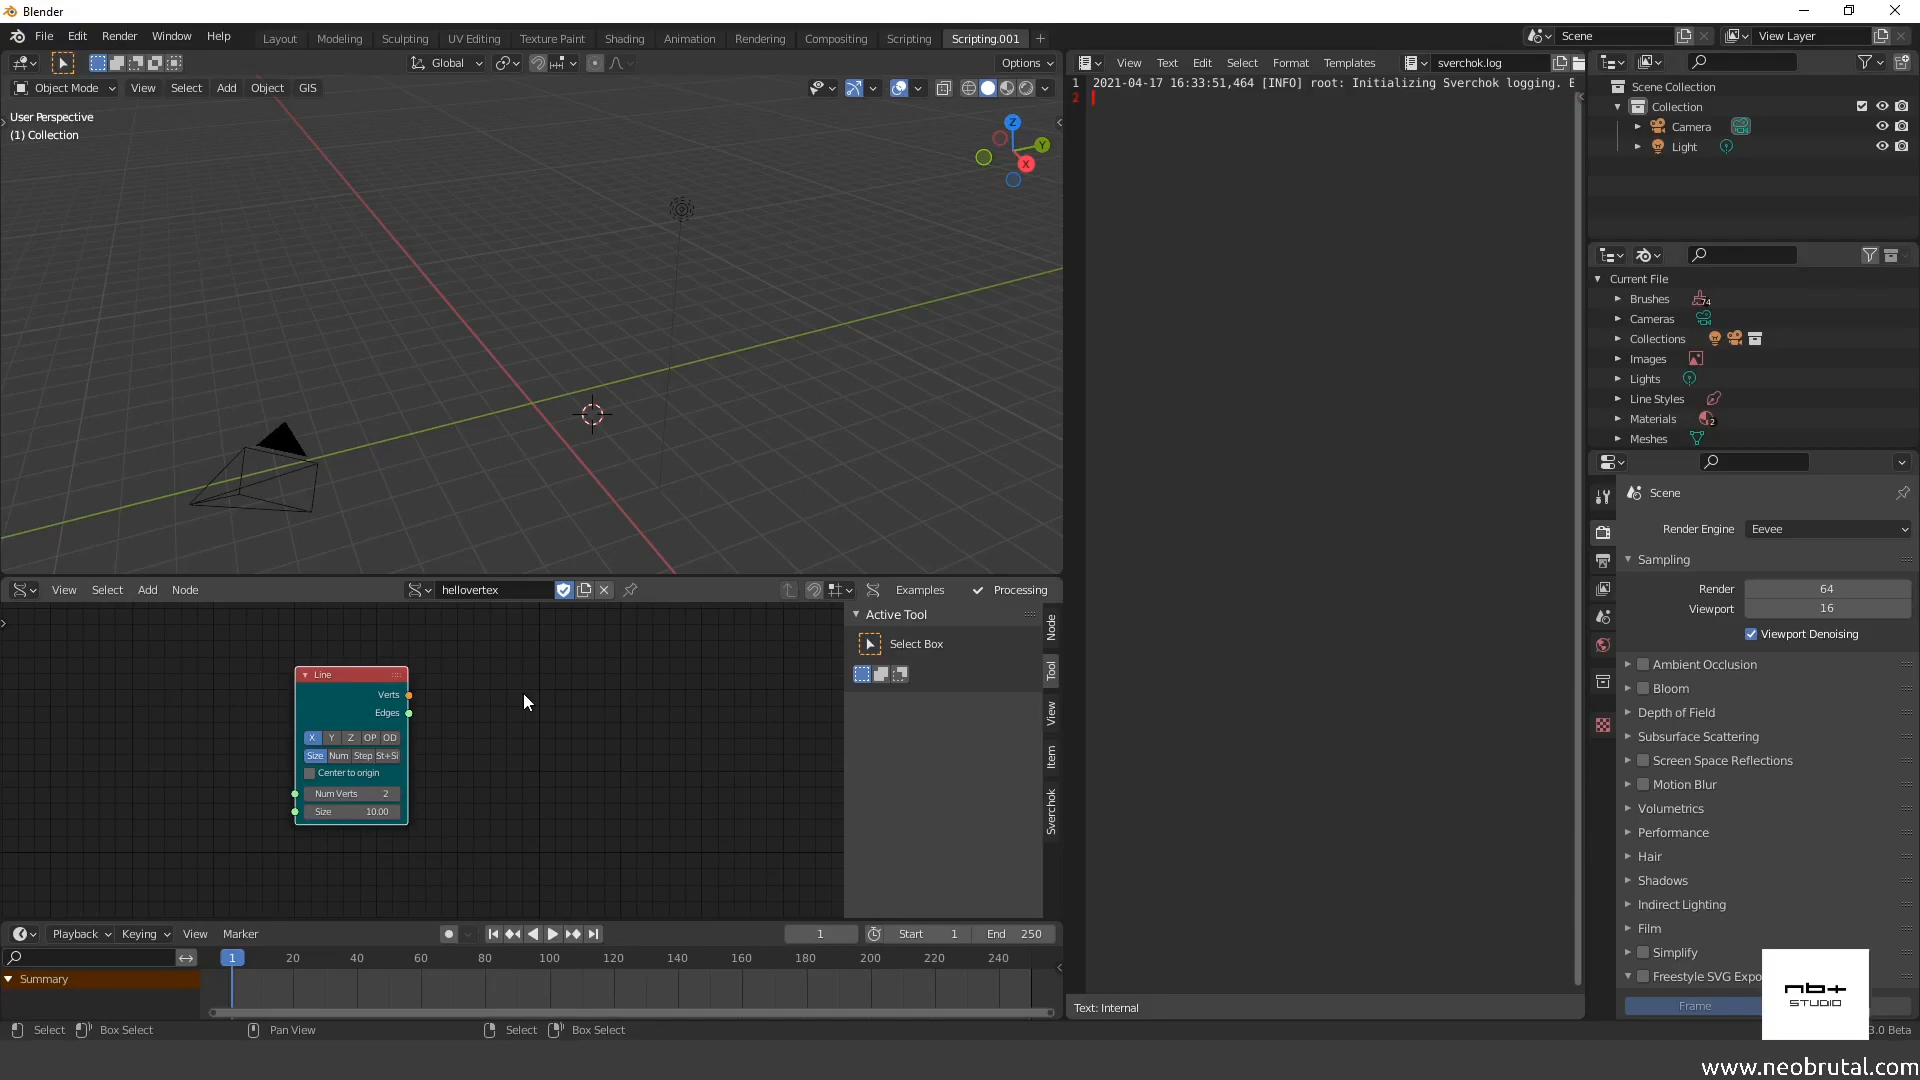 Blender
File Edit Render Window Help
Layout Modeling Sculpting UV Editing Texture Paint Shading Animation Rendering Compositing Scripting Scripting.001 +
Scene
View Layer
Global
Options
View Text Edit Select Format Templates
sverchok.log
Object Mode View Select Add Object GIS
1 2021-04-17 16:33:51,464 [INFO] root: Initializing Sverchok logging. E
2
User Perspective
(1) Collection
Z
Y
X
Scene Collection
Collection
Camera
Light
Current File
Brushes 74
Cameras
Collections
Images
Lights
Line Styles
Materials 2
Meshes
Scene
Render Engine Eevee
Sampling
Render 64
Viewport 16
Viewport Denoising
Ambient Occlusion
Bloom
Depth of Field
Subsurface Scattering
Screen Space Reflections
Motion Blur
Volumetrics
Performance
Hair
Shadows
Indirect Lighting
Film
Simplify
Freestyle SVG Expo
Frame
View Select Add Node
hellovertex
Examples
Processing
Active Tool
Select Box
Node
Tool
View
Item
Sverchok
Line
Verts
Edges
X Y Z OP OD
Size Num Step St+Si
Center to origin
Num Verts 2
Size 10.00
Playback Keying View Marker
1
Start 1
End 250
1 20 40 60 80 100 120 140 160 180 200 220 240
Summary
Text: Internal
Select Box Select Pan View Select Box Select
nb+
STUDIO
3.0 Beta
www.neobrutal.com